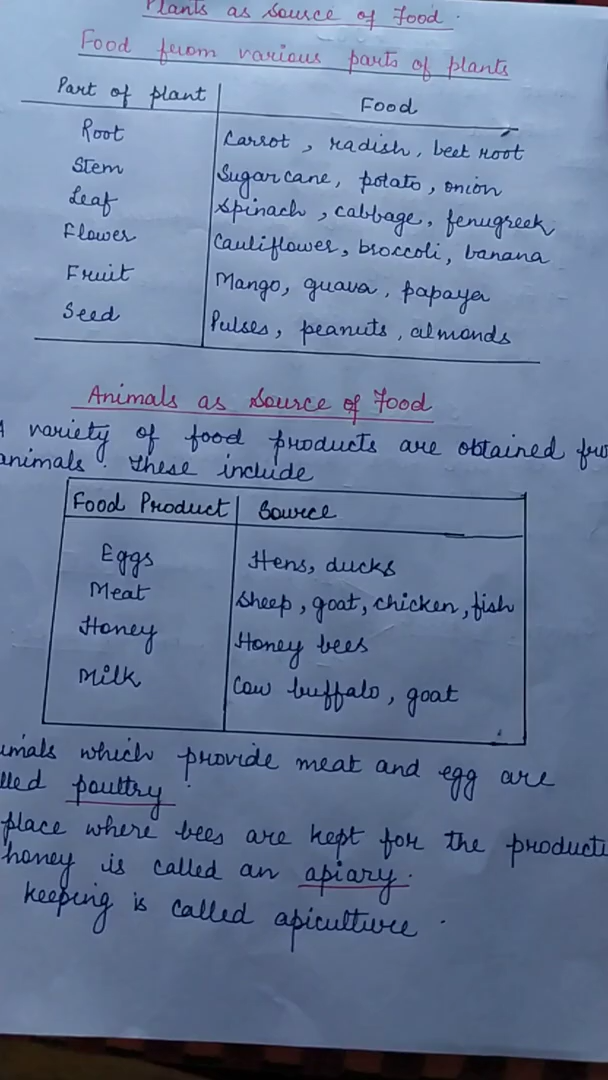 Plants as Source of Food.
Food from various parts of plants
Part of plant | Food
Root | Carrot, radish, beet root
Stem | Sugarcane, potato, onion
Leaf | Spinach, cabbage, fenugreek
Flower | Cauliflower, broccoli, banana
Fruit | Mango, guava, papaya
Seed | Pulses, peanuts, almonds
Animals as Source of Food
A variety of food products are obtained fro
animals. These include
Food Product | Source
Eggs | Hens, ducks
Meat | Sheep, goat, chicken, fish
Honey | Honey bees
Milk | Cow buffalo, goat
imals which provide meat and egg are
lled poultry.
place where bees are kept for the producti
honey is called an apiary.
keeping is called apiculture.